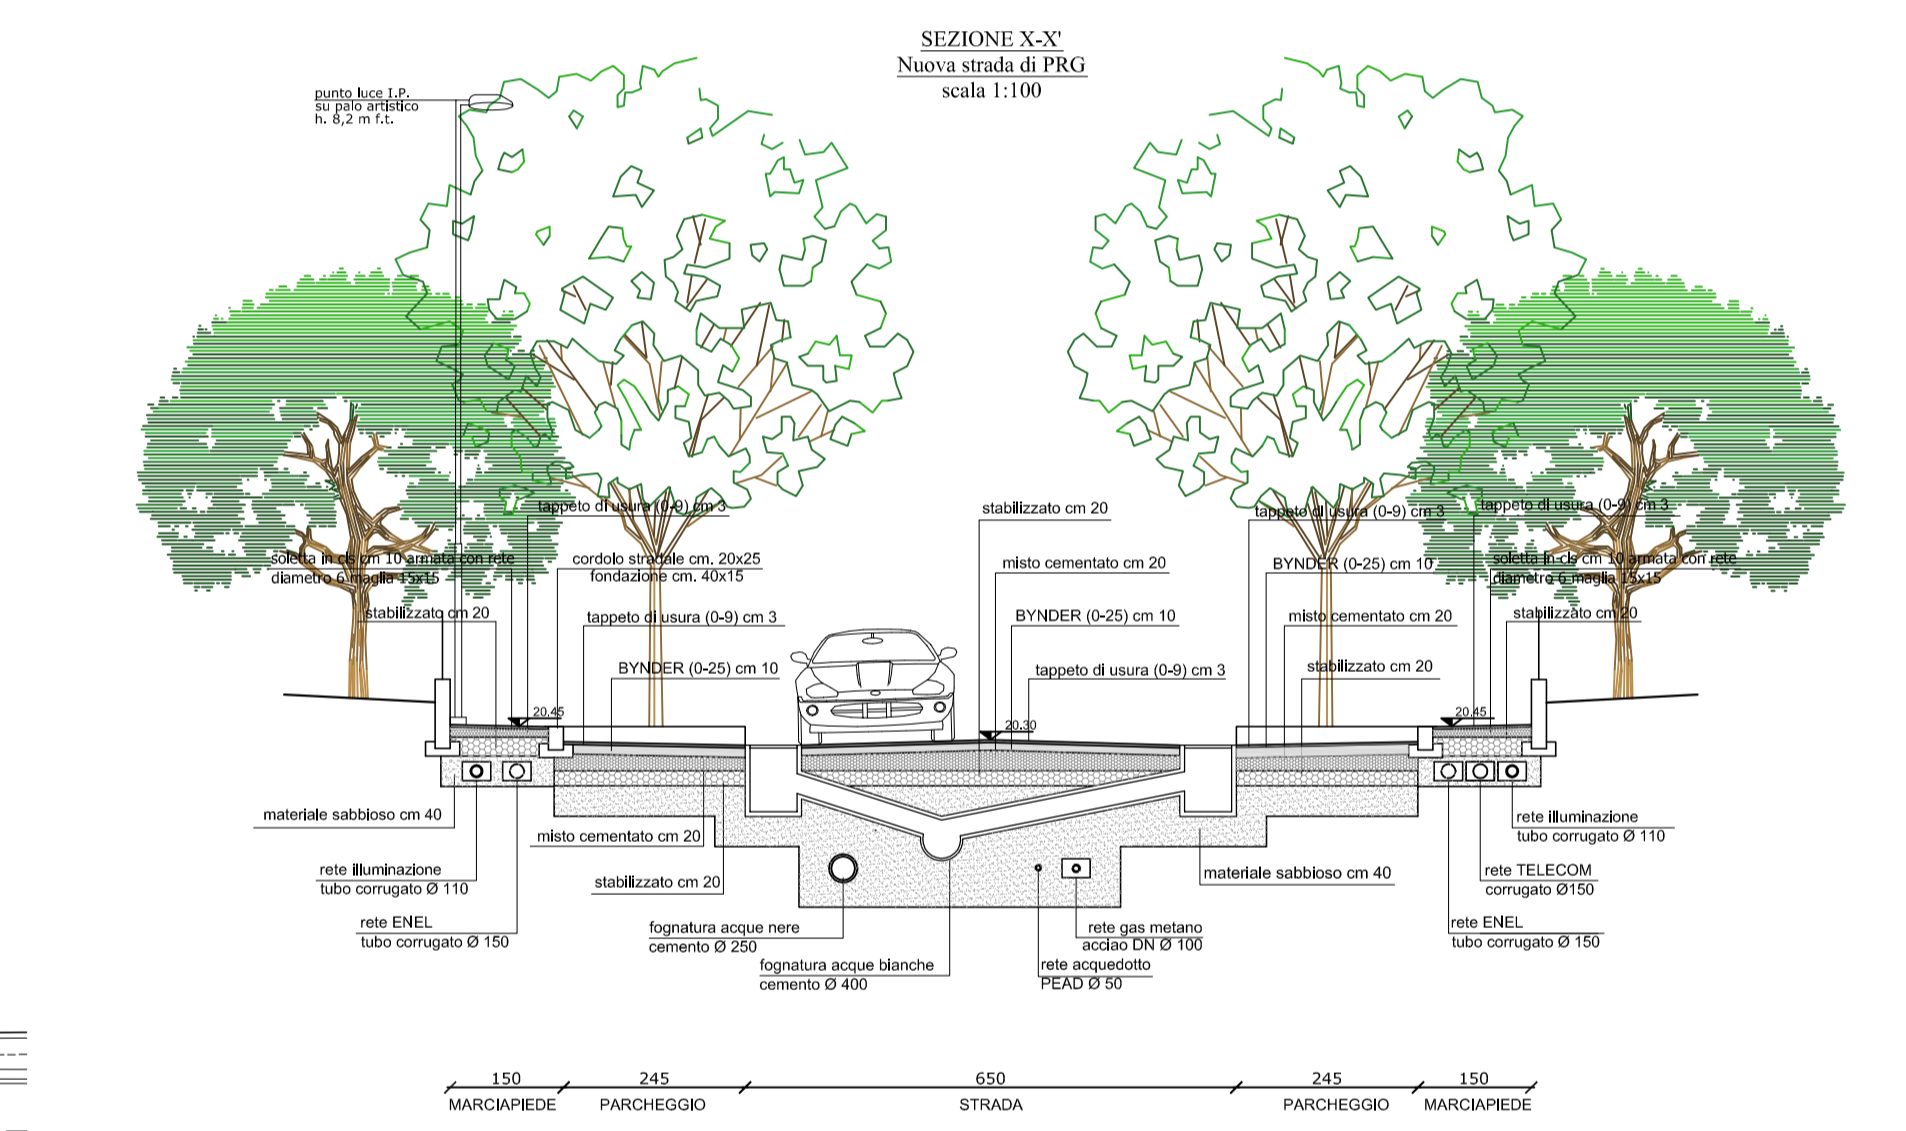 SEZIONE X-X'
Nuova strada di PRG
scala 1:100
punto luce I.P.
su palo artistico
h. 8,2 m f.t.
tappeto di usura (0-9) cm 3
soletta in cls cm 10 armata con rete
diametro 6 maglia 15x15
stabilizzato cm 20
cordolo stradale cm. 20x25
fondazione cm. 40x15
tappeto di usura (0-9) cm 3
BYNDER (0-25) cm 10
stabilizzato cm 20
misto cementato cm 20
BYNDER (0-25) cm 10
tappeto di usura (0-9) cm 3
tappeto di usura (0-9) cm 3
BYNDER (0-25) cm 10
misto cementato cm 20
stabilizzato cm 20
tappeto di usura (0-9) cm 3
soletta in cls cm 10 armata con rete
diametro 6 maglia 15x15
stabilizzato cm 20
20.45
20.30
20.45
materiale sabbioso cm 40
rete illuminazione
tubo corrugato Ø 110
rete ENEL
tubo corrugato Ø 150
misto cementato cm 20
stabilizzato cm 20
fognatura acque nere
cemento Ø 250
fognatura acque bianche
cemento Ø 400
rete gas metano
acciao DN Ø 100
rete acquedotto
PEAD Ø 50
materiale sabbioso cm 40
rete illuminazione
tubo corrugato Ø 110
rete TELECOM
corrugato Ø150
rete ENEL
tubo corrugato Ø 150
150 245 650 245 150
MARCIAPIEDE PARCHEGGIO STRADA PARCHEGGIO MARCIAPIEDE